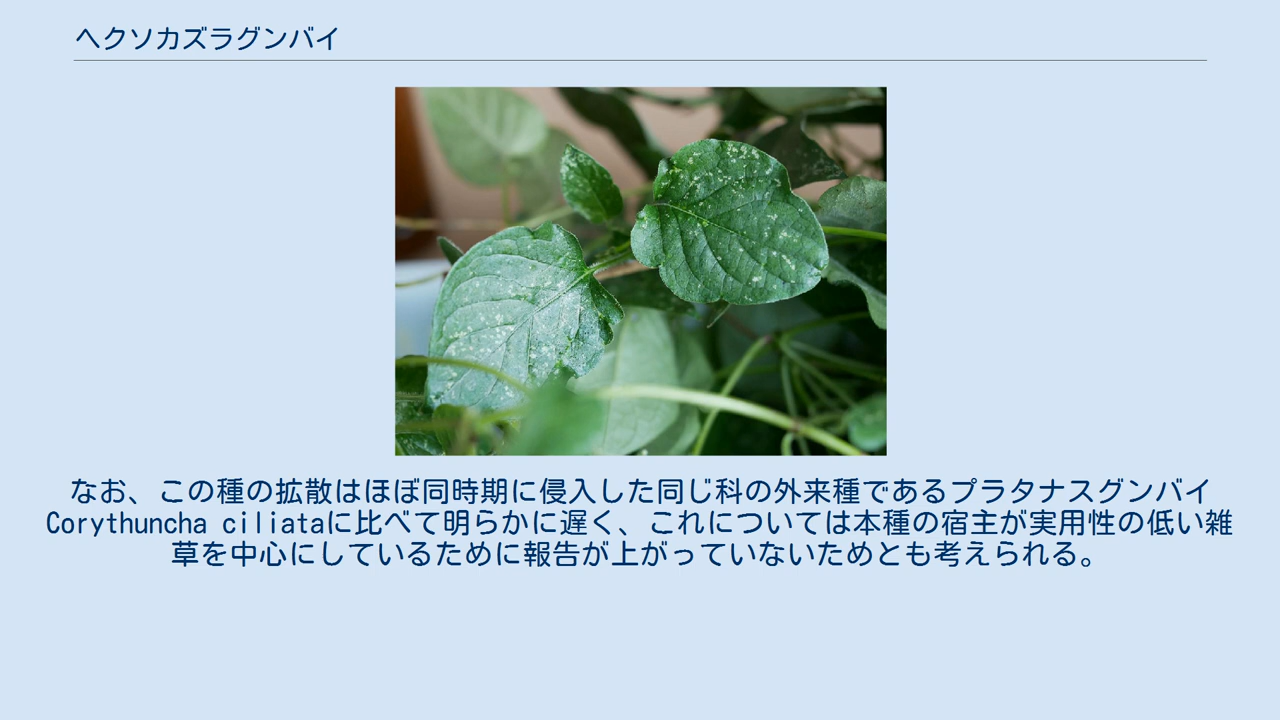 ヘクソカズラグンバイ
なお、この種の拡散はほぼ同時期に侵入した同じ科の外来種であるプラタナスグンバイ
Corythuncha ciliataに比べて明らかに遅く、これについては本種の宿主が実用性の低い雑
草を中心にしているために報告が上がっていないためとも考えられる。